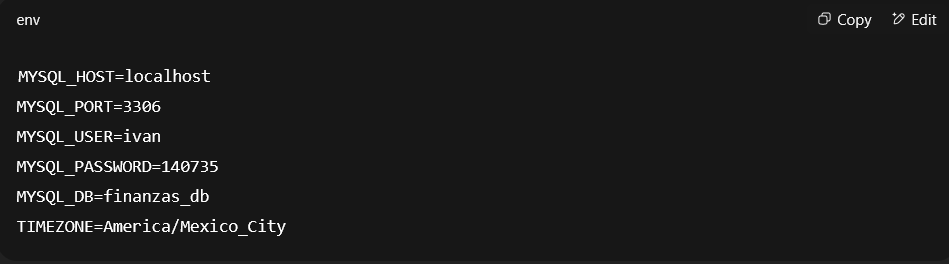 env
Copy
Edit
MYSQL_HOST=localhost
MYSQL_PORT=3306
MYSQL_USER=ivan
MYSQL_PASSWORD=140735
MYSQL_DB=finanzas_db
TIMEZONE=America/Mexico_City